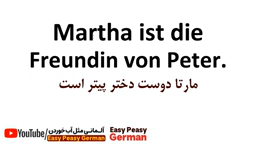 Martha ist die
Freundin von Peter.
مارتا دوست دختر پیتر است
YouTube/ آلمانی مثل آب خوردن Easy Peasy
Easy Peasy German German